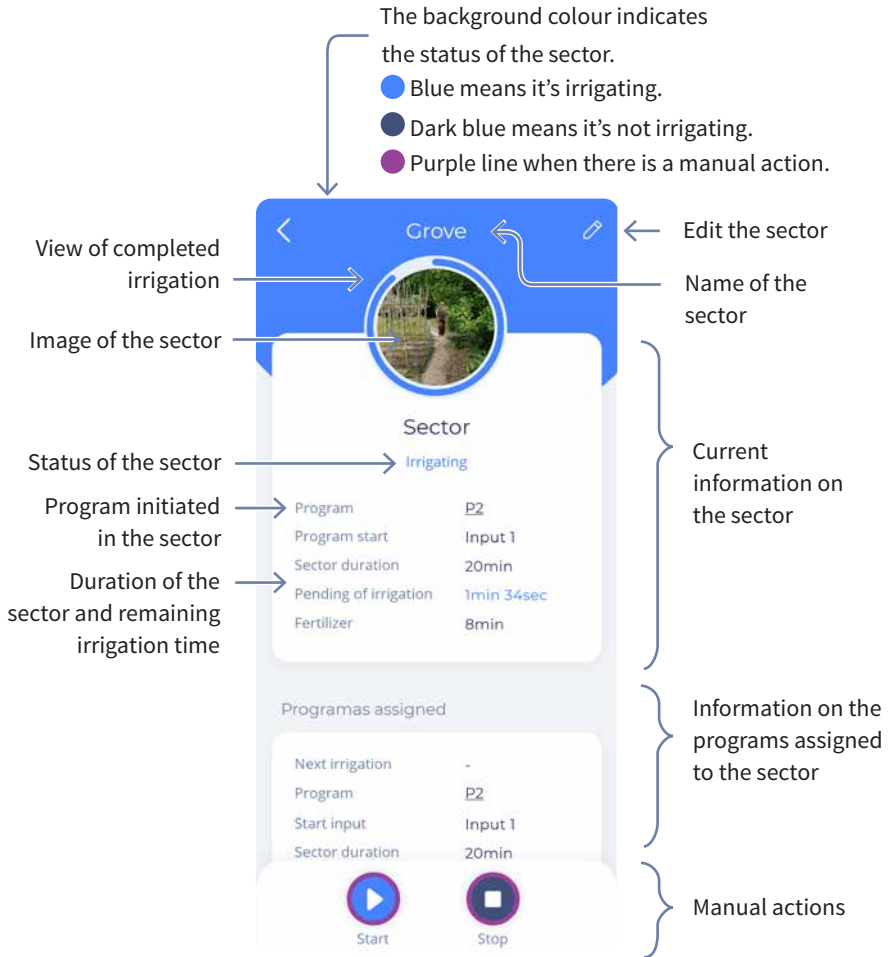 The background colour indicates
the status of the sector.
Blue means it's irrigating.
Dark blue means it's not irrigating.
Purple line when there is a manual action.
Grove
Edit the sector
View of completed
irrigation
Name of the
sector
Image of the sector
Sector
Status of the sector
Irrigating
Current
information on
the sector
Program initiated
in the sector
Program P2
Program start Input 1
Sector duration 20min
Duration of the
sector and remaining
irrigation time
Pending of irrigation 1min 34sec
Fertilizer 8min
Programas assigned
Information on the
programs assigned
to the sector
Next irrigation -
Program P2
Start input Input 1
Sector duration 20min
Manual actions
Start Stop